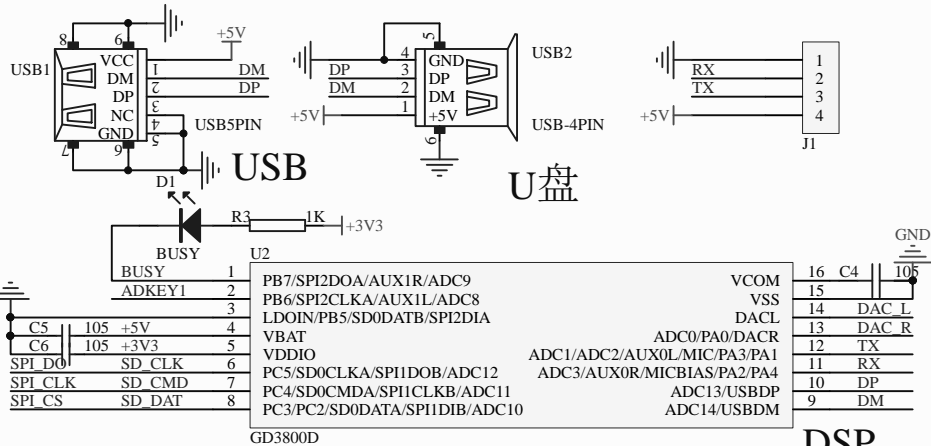 8
6
+5V
USB1
VCC
DM
DP
NC
GND
1
DM
2
DP
3
4
5
USB5PIN
7
9
USB
5
USB2
DP
DM
+5V
4
3
2
1
GND
DP
DM
+5V
USB-4PIN
6
U盘
RX
TX
+5V
1
2
3
4
J1
D1
BUSY
R3
1K
+3V3
GND
U2
BUSY
1
PB7/SPI2DOA/AUX1R/ADC9
ADKEY1
2
PB6/SPI2CLKA/AUX1L/ADC8
3
LDOIN/PB5/SD0DATB/SPI2DIA
C5
105
+5V
4
VBAT
C6
105
+3V3
5
VDDIO
SPI_DO
SD_CLK
6
PC5/SD0CLKA/SPI1DOB/ADC12
SPI_CLK
SD_CMD
7
PC4/SD0CMDA/SPI1CLKB/ADC11
SPI_CS
SD_DAT
8
PC3/PC2/SD0DATA/SPI1DIB/ADC10
VCOM
16
C4
105
VSS
15
DACL
14
DAC_L
ADC0/PA0/DACR
13
DAC_R
ADC1/ADC2/AUX0L/MIC/PA3/PA1
12
TX
ADC3/AUX0R/MICBIAS/PA2/PA4
11
RX
ADC13/USBDP
10
DP
ADC14/USBDM
9
DM
GD3800D
DSP